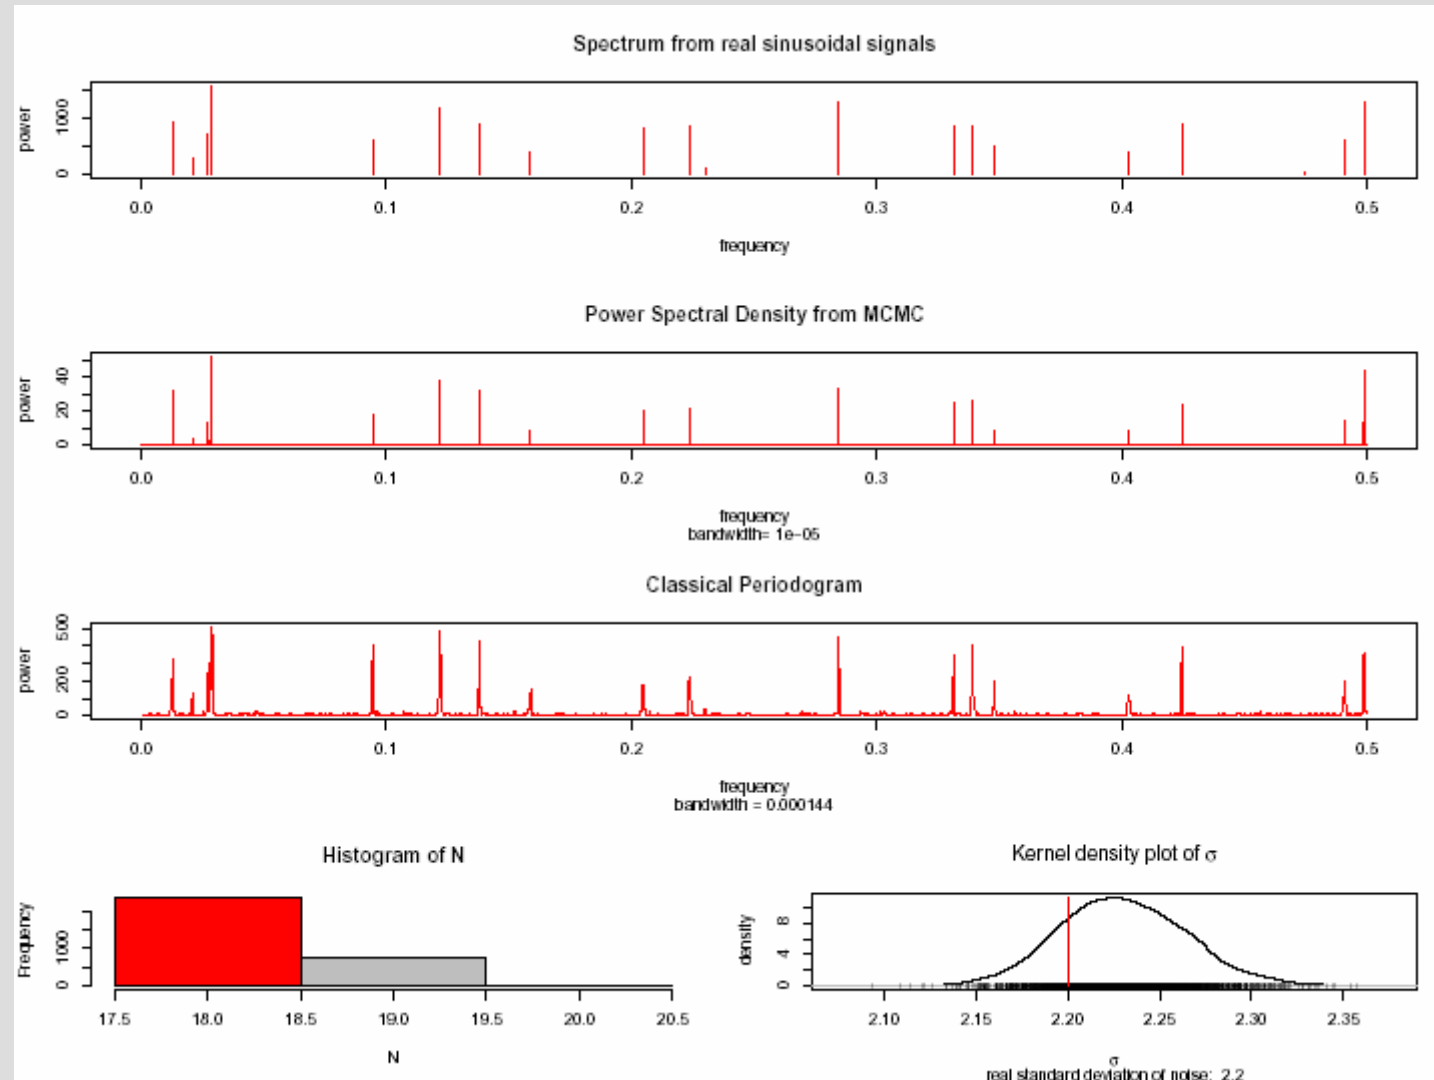 Spectrum from real sinusoidal signals
power
1000
0
0.0 0.1 0.2 0.3 0.4 0.5
frequency
Power Spectral Density from MCMC
power
40
20
0
0.0 0.1 0.2 0.3 0.4 0.5
frequency
bandwidth= 1e-05
Classical Periodogram
power
500
200
0
0.0 0.1 0.2 0.3 0.4 0.5
frequency
bandwidth = 0.000144
Histogram of N
Frequency
1000
0
17.5 18.0 18.5 19.0 19.5 20.0 20.5
N
Kernel density plot of σ
density
8
4
0
2.10 2.15 2.20 2.25 2.30 2.35
σ
real standard deviation of noise: 2.2